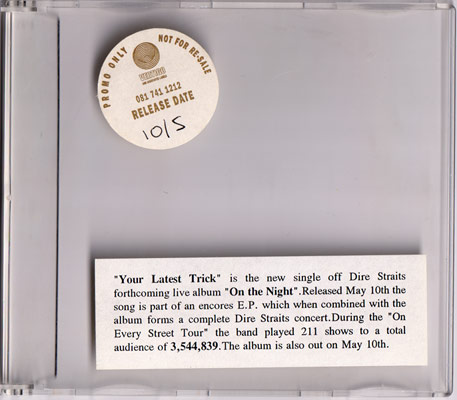 PROMO ONLY
NOT FOR RE-SALE
VERTIGO
081 741 1212
RELEASE DATE
10/5
"Your Latest Trick" is the new single off Dire Straits
forthcoming live album "On the Night".Released May 10th the
song is part of an encores E.P. which when combined with the
album forms a complete Dire Straits concert.During the "On
Every Street Tour" the band played 211 shows to a total
audience of 3,544,839.The album is also out on May 10th.